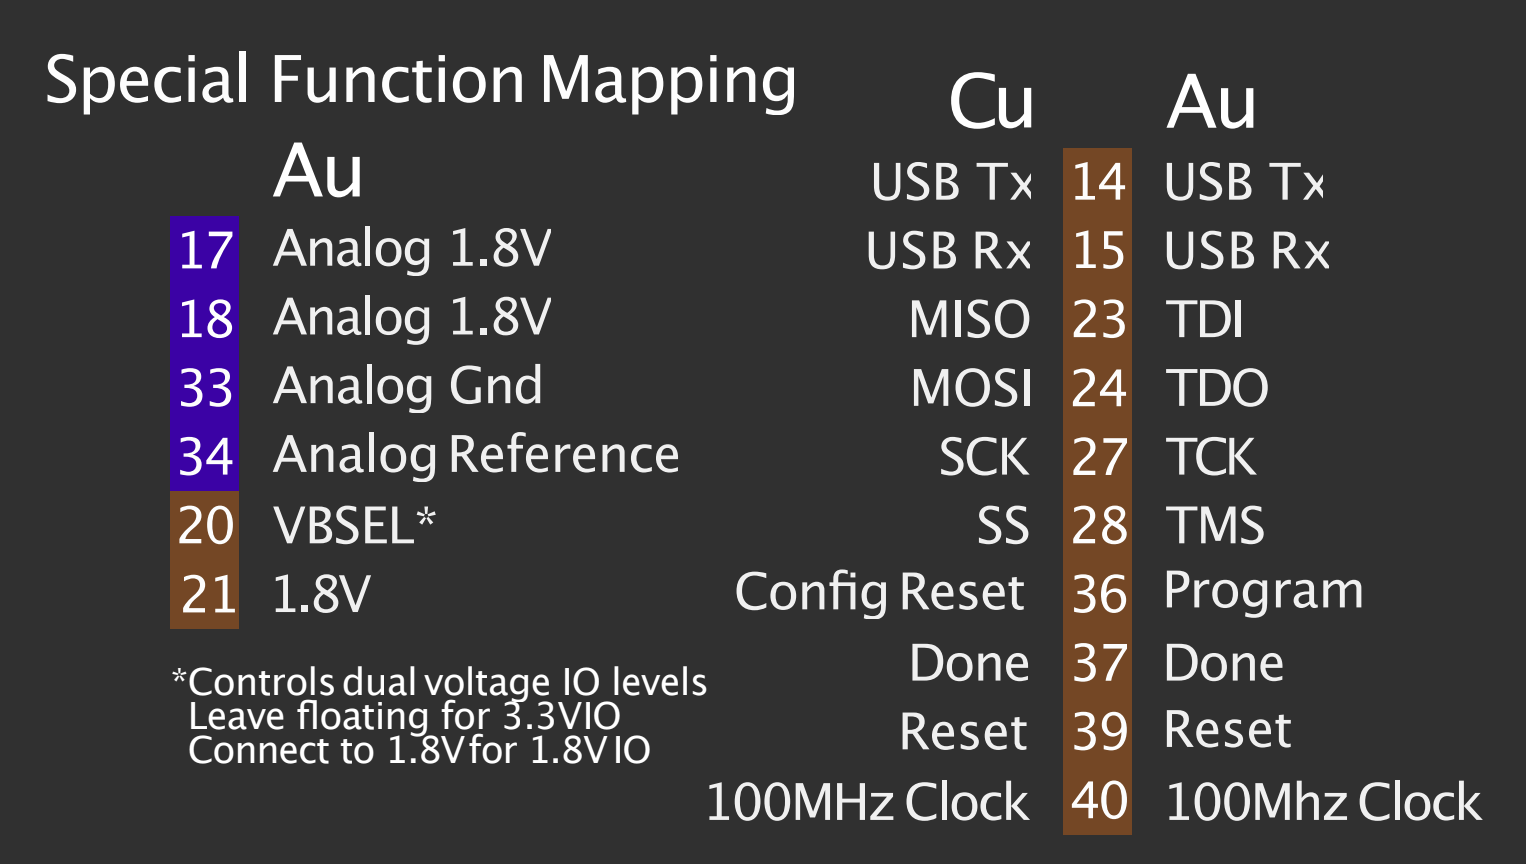 Special Function Mapping
Au
17 Analog 1.8V
18 Analog 1.8V
33 Analog Gnd
34 Analog Reference
20 VBSEL*
21 1.8V
*Controls dual voltage IO levels
Leave floating for 3.3V IO
Connect to 1.8V for 1.8V IO
Cu Au
USB Tx 14 USB Tx
USB Rx 15 USB Rx
MISO 23 TDI
MOSI 24 TDO
SCK 27 TCK
SS 28 TMS
Config Reset 36 Program
Done 37 Done
Reset 39 Reset
100MHz Clock 40 100Mhz Clock